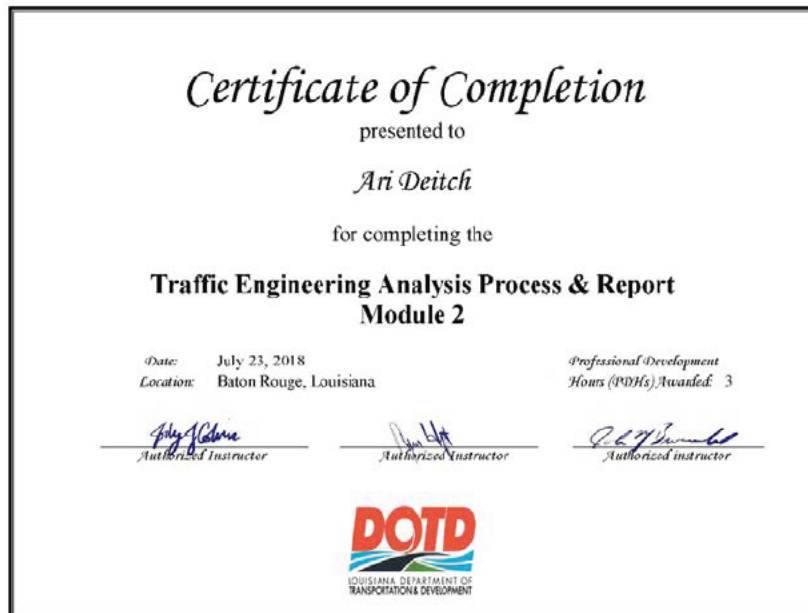 Certificate of Completion
presented to
Ari Deitch
for completing the
Traffic Engineering Analysis Process & Report
Module 2
Date: July 23, 2018
Location: Baton Rouge, Louisiana
Professional Development
Hours (PDHs) Awarded: 3
Authorized Instructor
Authorized Instructor
Authorized instructor
DOTD
LOUISIANA DEPARTMENT OF
TRANSPORTATION & DEVELOPMENT